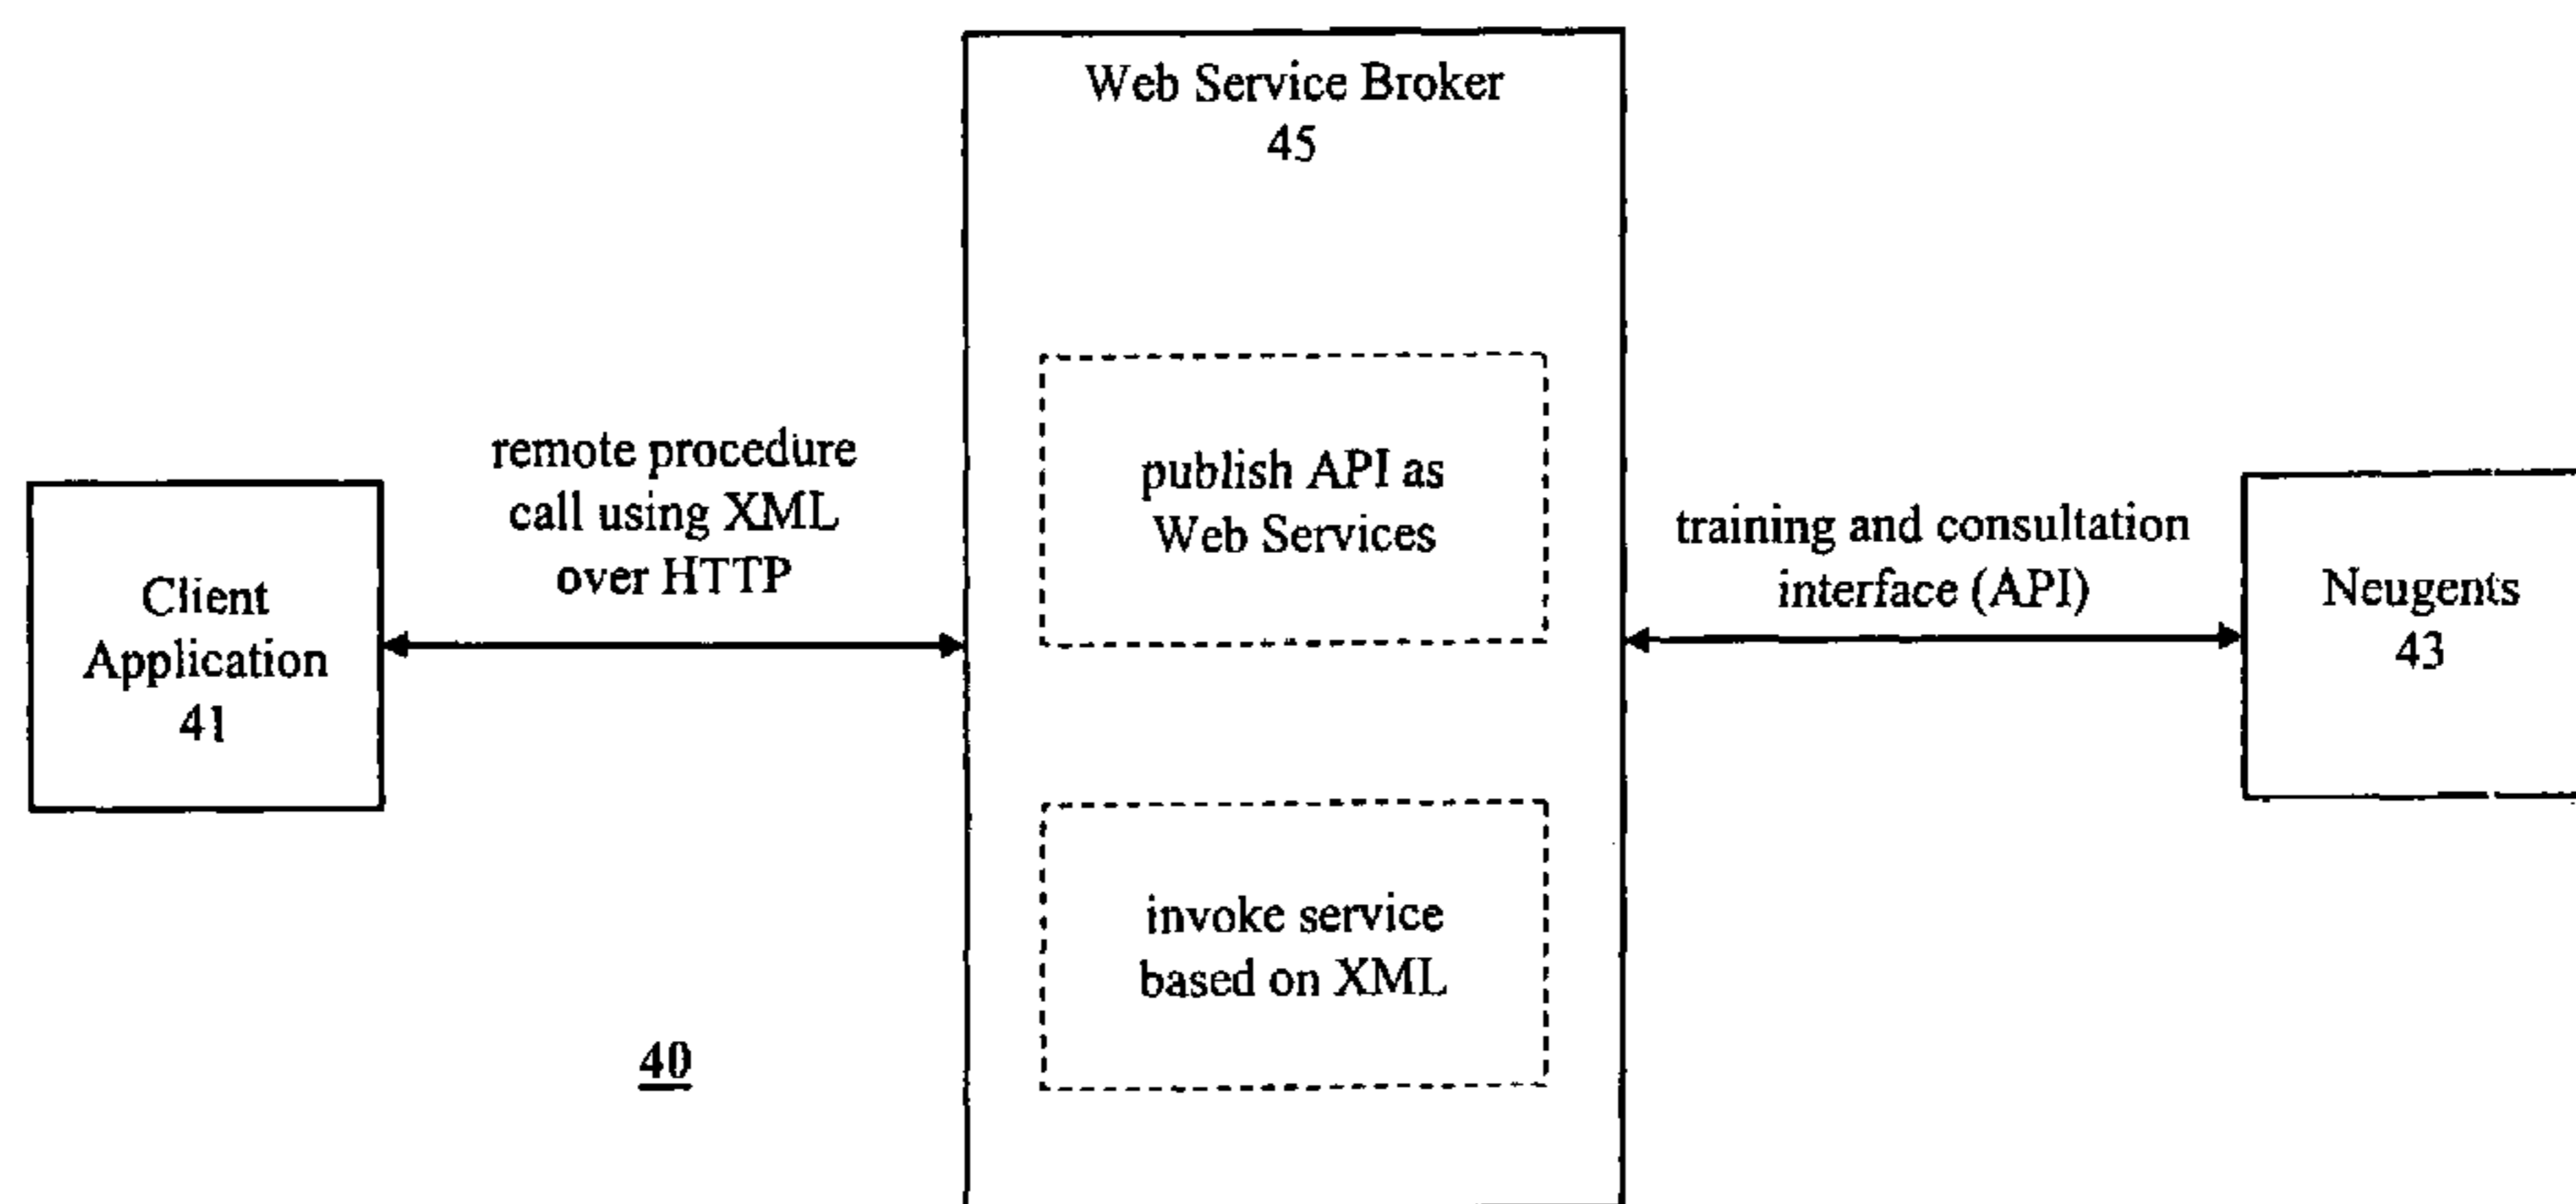 Web Service Broker
45
publish API as
Web Services
invoke service
based on XML
remote procedure
call using XML
over HTTP
Client
Application
41
training and consultation
interface (API)
Neugents
43
40